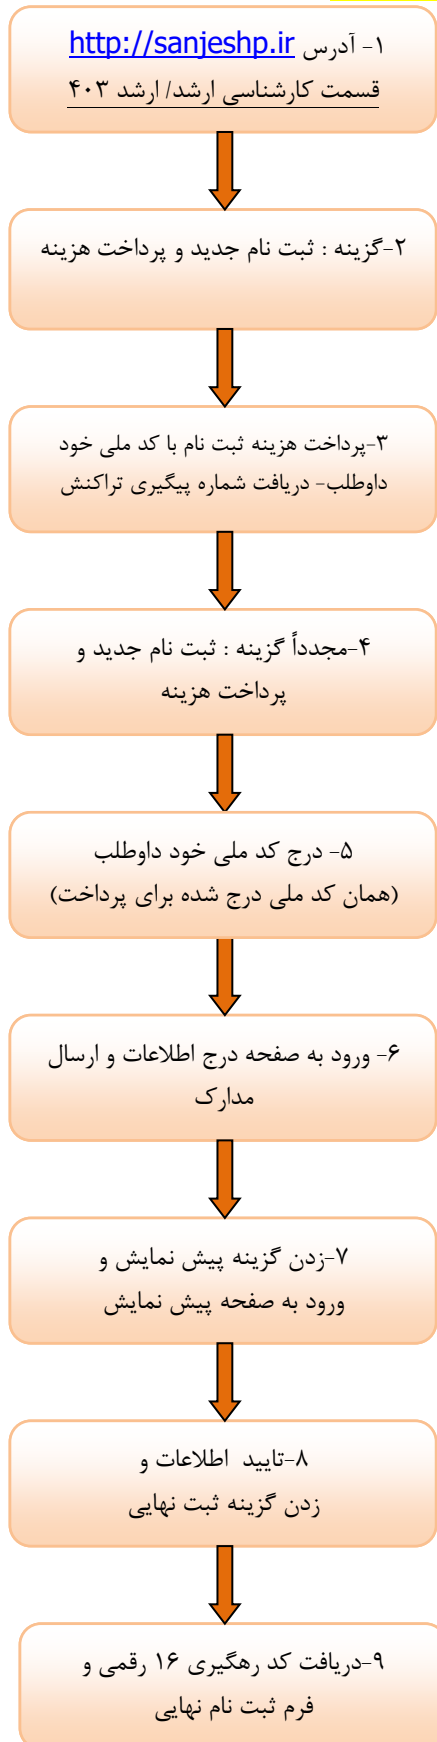 ۱- آدرس http://sanjeshp.ir
قسمت کارشناسی ارشد/ ارشد ۴۰۳
۲-گزینه : ثبت نام جدید و پرداخت هزینه
۳-پرداخت هزینه ثبت نام با کد ملی خود
داوطلب- دریافت شماره پیگیری تراکنش
۴-مجدداً گزینه : ثبت نام جدید و
پرداخت هزینه
۵- درج کد ملی خود داوطلب
(همان کد ملی درج شده برای پرداخت)
۶- ورود به صفحه درج اطلاعات و ارسال
مدارک
۷-زدن گزینه پیش نمایش و
ورود به صفحه پیش نمایش
۸-تایید اطلاعات و
زدن گزینه ثبت نهایی
۹-دریافت کد رهگیری ۱۶ رقمی و
فرم ثبت نام نهایی